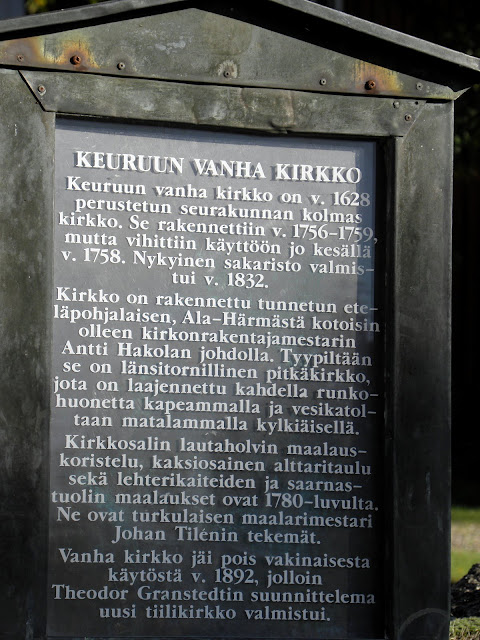 KEURUUN VANHA KIRKKO
Keuruun vanha kirkko on v. 1628
perustetun seurakunnan kolmas
kirkko. Se rakennettiin v. 1756–1759,
mutta vihittiin käyttöön jo kesällä
v. 1758. Nykyinen sakaristo valmis-
tui v. 1832.
Kirkko on rakennettu tunnetun ete-
läpohjalaisen, Ala-Härmästä kotoisin
olleen kirkonrakentajamestarin
Antti Hakolan johdolla. Tyypiltään
se on länsitornillinen pitkäkirkko,
jota on laajennettu kahdella runko-
huonetta kapeammalla ja vesikatol-
taan matalammalla kylkiäisellä.
Kirkkosalin lautaholvin maalaus-
koristelu, kaksiosainen alttaritaulu
sekä lehterikaiteiden ja saarnas-
tuolin maalaukset ovat 1780-luvulta.
Ne ovat turkulaisen maalarimestari
Johan Tilénin tekemät.
Vanha kirkko jäi pois vakinaisesta
käytöstä v. 1892, jolloin
Theodor Granstedtin suunnittelema
uusi tiilikirkko valmistui.